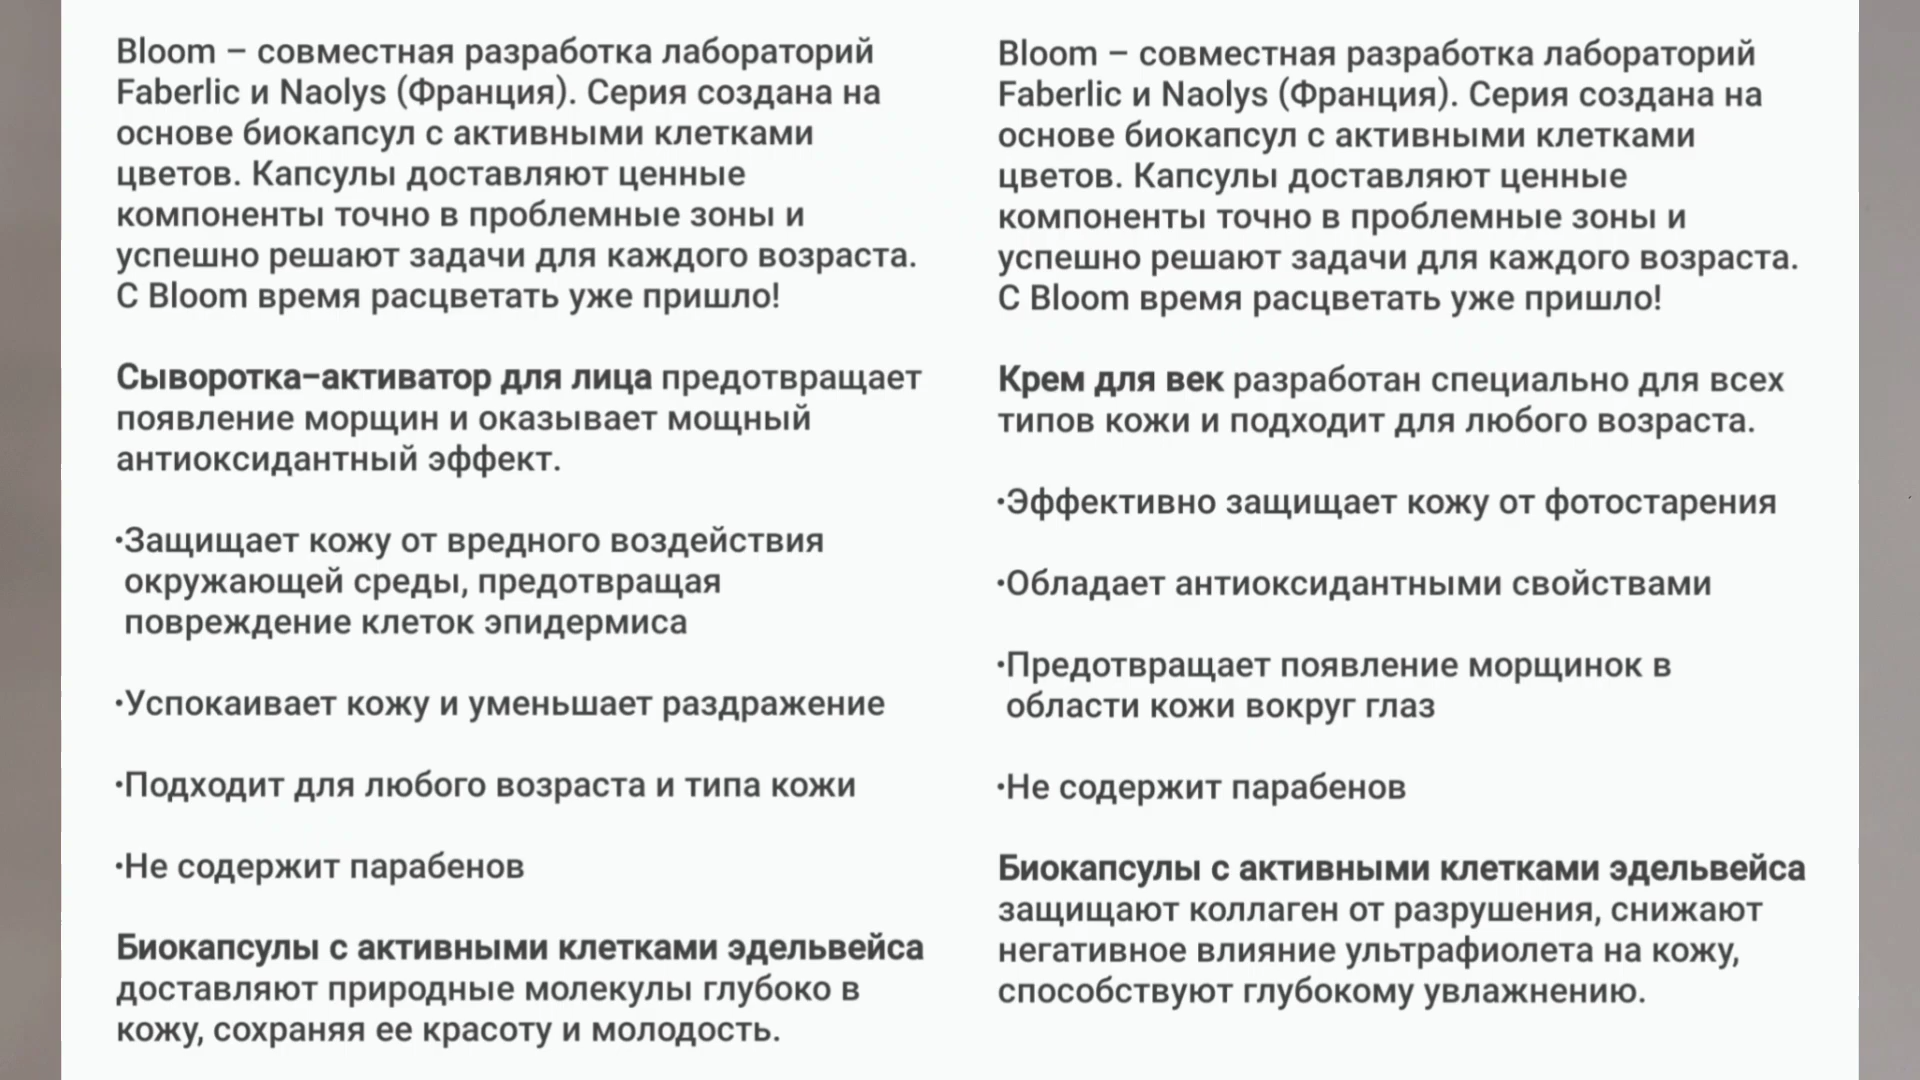 Bloom – совместная разработка лабораторий
Faberlic и Naolys (Франция). Серия создана на
основе биокапсул с активными клетками
цветов. Капсулы доставляют ценные
компоненты точно в проблемные зоны и
успешно решают задачи для каждого возраста.
С Bloom время расцветать уже пришло!
Сыворотка–активатор для лица предотвращает
появление морщин и оказывает мощный
антиоксидантный эффект.
•Защищает кожу от вредного воздействия
окружающей среды, предотвращая
повреждение клеток эпидермиса
•Успокаивает кожу и уменьшает раздражение
•Подходит для любого возраста и типа кожи
•Не содержит парабенов
Биокапсулы с активными клетками эдельвейса
доставляют природные молекулы глубоко в
кожу, сохраняя ее красоту и молодость.
Bloom – совместная разработка лабораторий
Faberlic и Naolys (Франция). Серия создана на
основе биокапсул с активными клетками
цветов. Капсулы доставляют ценные
компоненты точно в проблемные зоны и
успешно решают задачи для каждого возраста.
С Bloom время расцветать уже пришло!
Крем для век разработан специально для всех
типов кожи и подходит для любого возраста.
•Эффективно защищает кожу от фотостарения
•Обладает антиоксидантными свойствами
•Предотвращает появление морщинок в
области кожи вокруг глаз
•Не содержит парабенов
Биокапсулы с активными клетками эдельвейса
защищают коллаген от разрушения, снижают
негативное влияние ультрафиолета на кожу,
способствуют глубокому увлажнению.